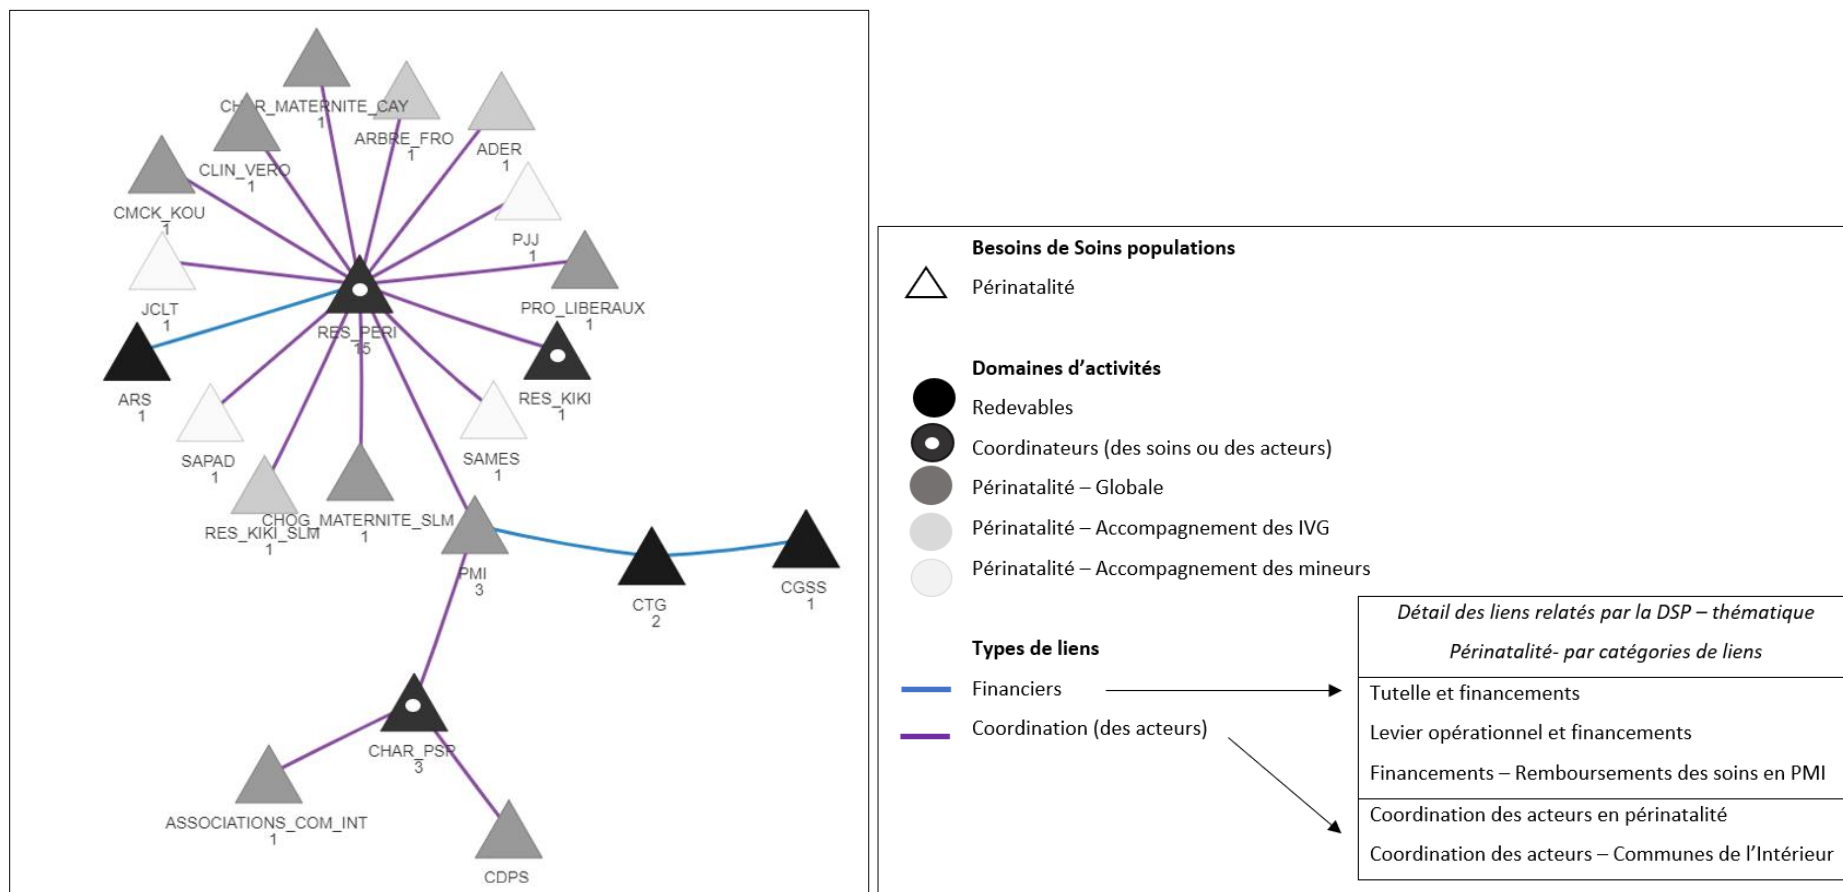 CHAR_MATERNITE_CAY
1
ARBRE_FRO
1
ADER
1
CLIN_VERO
1
CMCK_KOU
1
PJJ
1
JCLT
1
PRO_LIBERAUX
1
RES_PERI
15
ARS
1
RES_KIKI
1
SAPAD
1
SAMES
1
RES_KIKI_SLM
1
CHOG_MATERNITE_SLM
1
PMI
3
CTG
2
CGSS
1
CHAR_PSP
3
ASSOCIATIONS_COM_INT
1
CDPS
Besoins de Soins populations
Périnatalité
Domaines d’activités
Redevables
Coordinateurs (des soins ou des acteurs)
Périnatalité – Globale
Périnatalité – Accompagnement des IVG
Périnatalité – Accompagnement des mineurs
Types de liens
Financiers
Coordination (des acteurs)
Détail des liens relatés par la DSP – thématique
Périnatalité- par catégories de liens
Tutelle et financements
Levier opérationnel et financements
Financements – Remboursements des soins en PMI
Coordination des acteurs en périnatalité
Coordination des acteurs – Communes de l’Intérieur